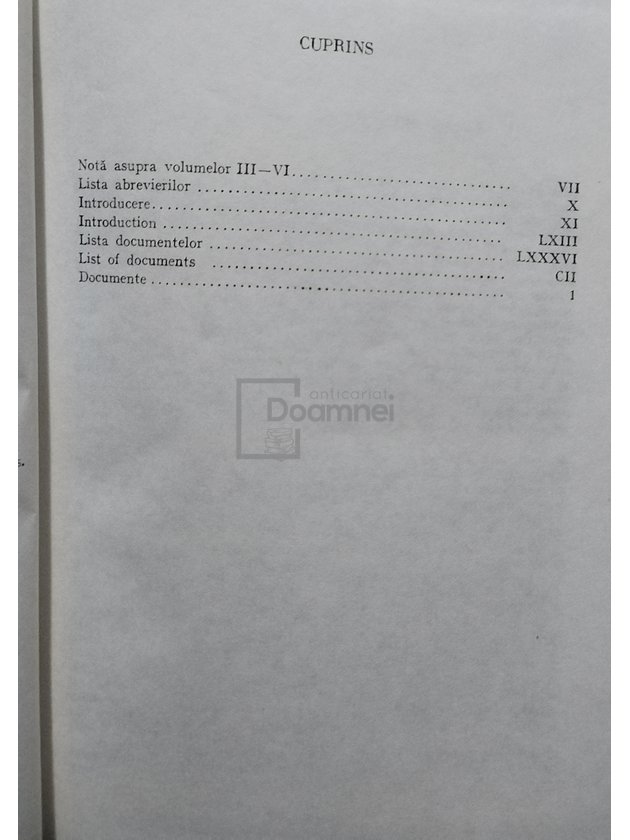 CUPRINS
Notă asupra volumelor III—VI.................................... VII
Lista abrevierilor .................................... X
Introducere.................................... XI
Introduction .................................... LXIII
Lista documentelor .................................... LXXXVI
List of documents .................................... CII
Documente .................................... 1
anticariat
Doamnei